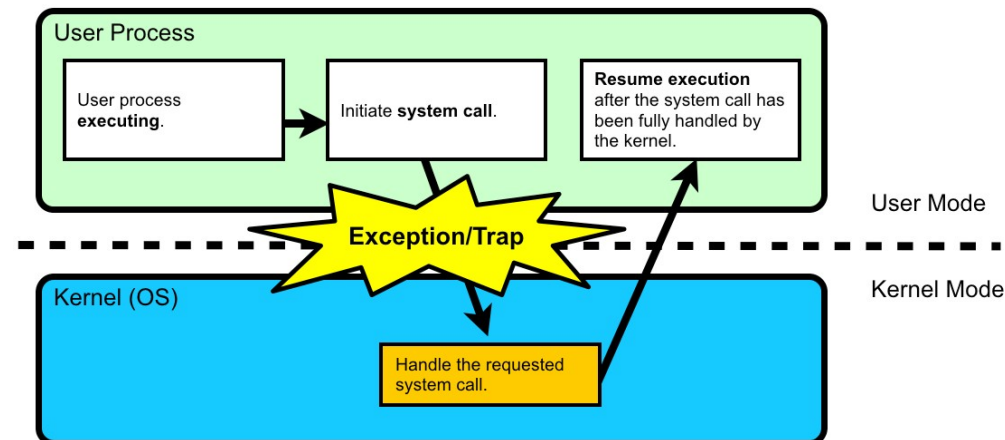 User Process
User process
executing.
Initiate system call.
Resume execution
after the system call has
been fully handled by
the kernel.
Exception/Trap
User Mode
Kernel Mode
Kernel (OS)
Handle the requested
system call.